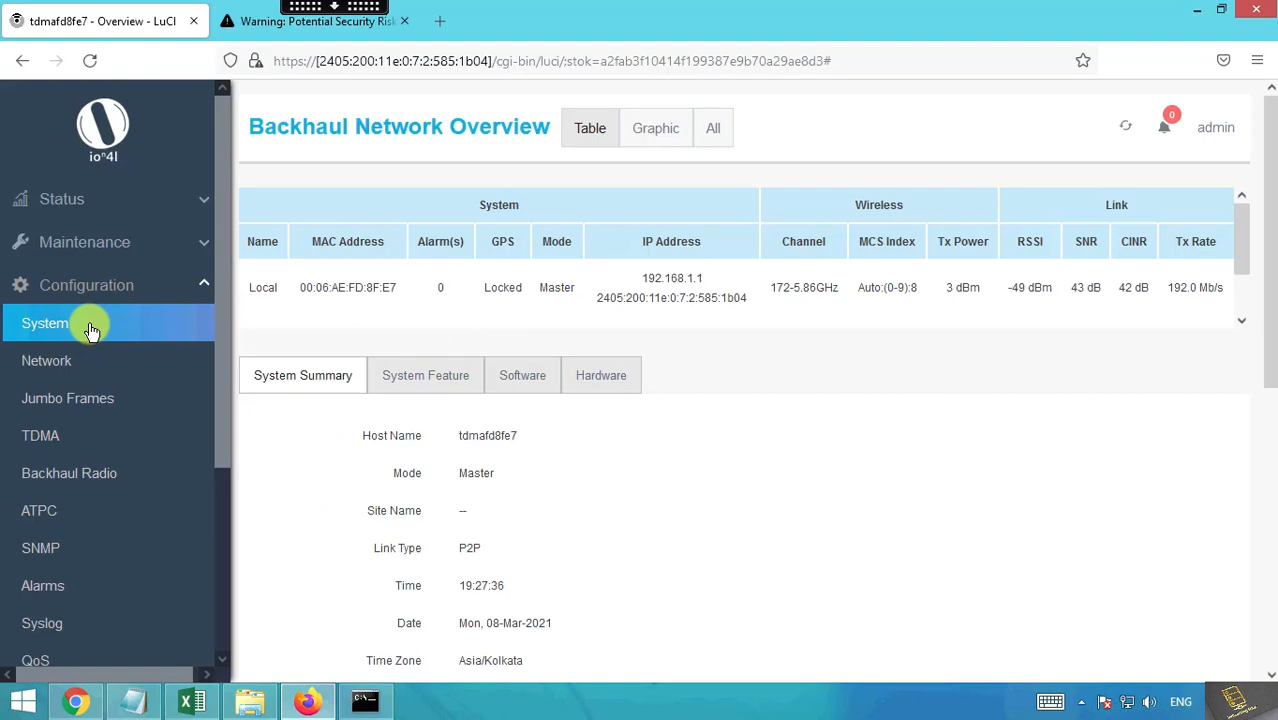 tdmafd8fe7 - Overview - LuCI
Warning: Potential Security Risk
https://[2405:200:11e:0:7:2:585:1b04]/cgi-bin/luci/;stok=a2fab3f10414f199387e9b70a29ae8d3#
io n4l
Status
Maintenance
Configuration
System
Network
Jumbo Frames
TDMA
Backhaul Radio
ATPC
SNMP
Alarms
Syslog
QoS
Backhaul Network Overview
Table Graphic All
0
admin
System Wireless Link
Name MAC Address Alarm(s) GPS Mode IP Address Channel MCS Index Tx Power RSSI SNR CINR Tx Rate
192.168.1.1
Local 00:06:AE:FD:8F:E7 0 Locked Master 172-5.86GHz Auto:(0-9):8 3 dBm -49 dBm 43 dB 42 dB 192.0 Mb/s
2405:200:11e:0:7:2:585:1b04
System Summary System Feature Software Hardware
Host Name tdmafd8fe7
Mode Master
Site Name --
Link Type P2P
Time 19:27:36
Date Mon, 08-Mar-2021
Time Zone Asia/Kolkata
ENG